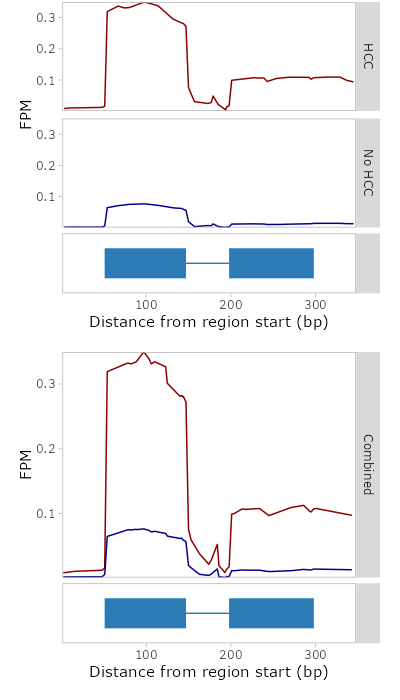 0.3
0.2
0.1
HCC
FPM
0.3
0.2
0.1
No HCC
100 200 300
Distance from region start (bp)
0.3
0.2
0.1
FPM
Combined
100 200 300
Distance from region start (bp)